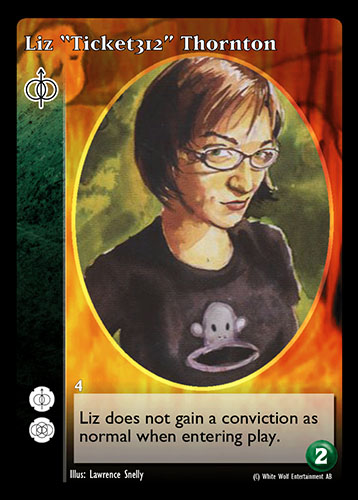 Liz "Ticket312" Thornton
4
Liz does not gain a conviction as
normal when entering play.
2
Illus: Lawrence Snelly
(C) White Wolf Entertainment AB